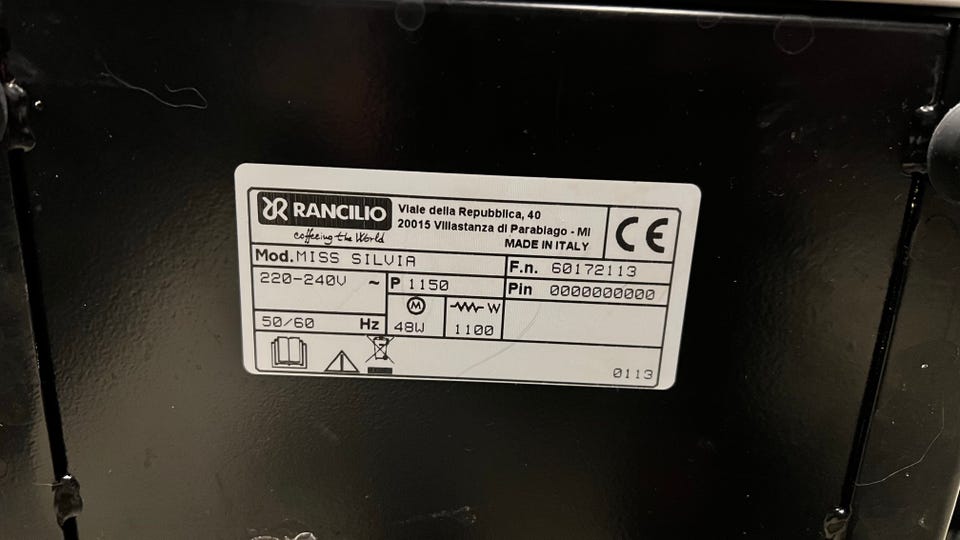 RANCILIO
coffeeing the World
Viale della Repubblica, 40
20015 Villastanza di Parabiago - MI
MADE IN ITALY
CE
Mod. MISS SILVIA
F.n. 60172113
220-240V ~
P 1150
Pin 0000000000
M
W
50/60 Hz
48W
1100
0113